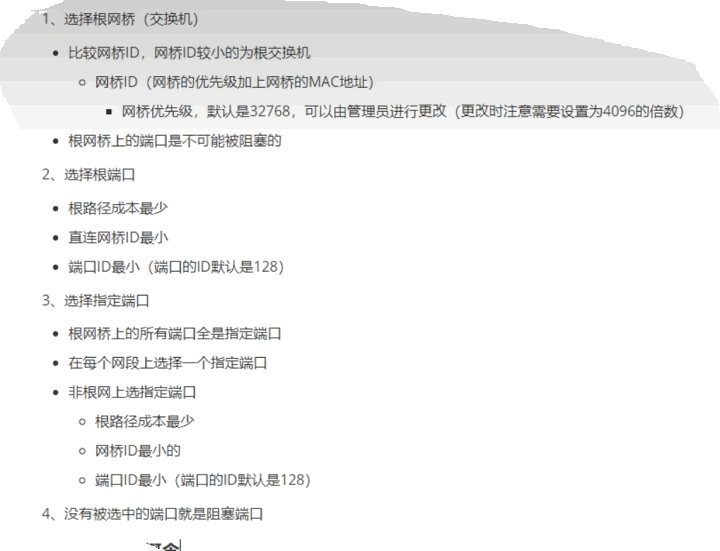 1、选择根网桥（交换机）
• 比较网桥ID，网桥ID较小的为根交换机
○ 网桥ID（网桥的优先级加上网桥的MAC地址）
▪ 网桥优先级，默认是32768，可以由管理员进行更改（更改时注意需要设置为4096的倍数）
• 根网桥上的端口是不可能被阻塞的
2、选择根端口
• 根路径成本最少
• 直连网桥ID最小
• 端口ID最小（端口的ID默认是128）
3、选择指定端口
• 根网桥上的所有端口全是指定端口
• 在每个网段上选择一个指定端口
• 非根网上选指定端口
○ 根路径成本最少
○ 网桥ID最小的
○ 端口ID最小（端口的ID默认是128）
4、没有被选中的端口就是阻塞端口